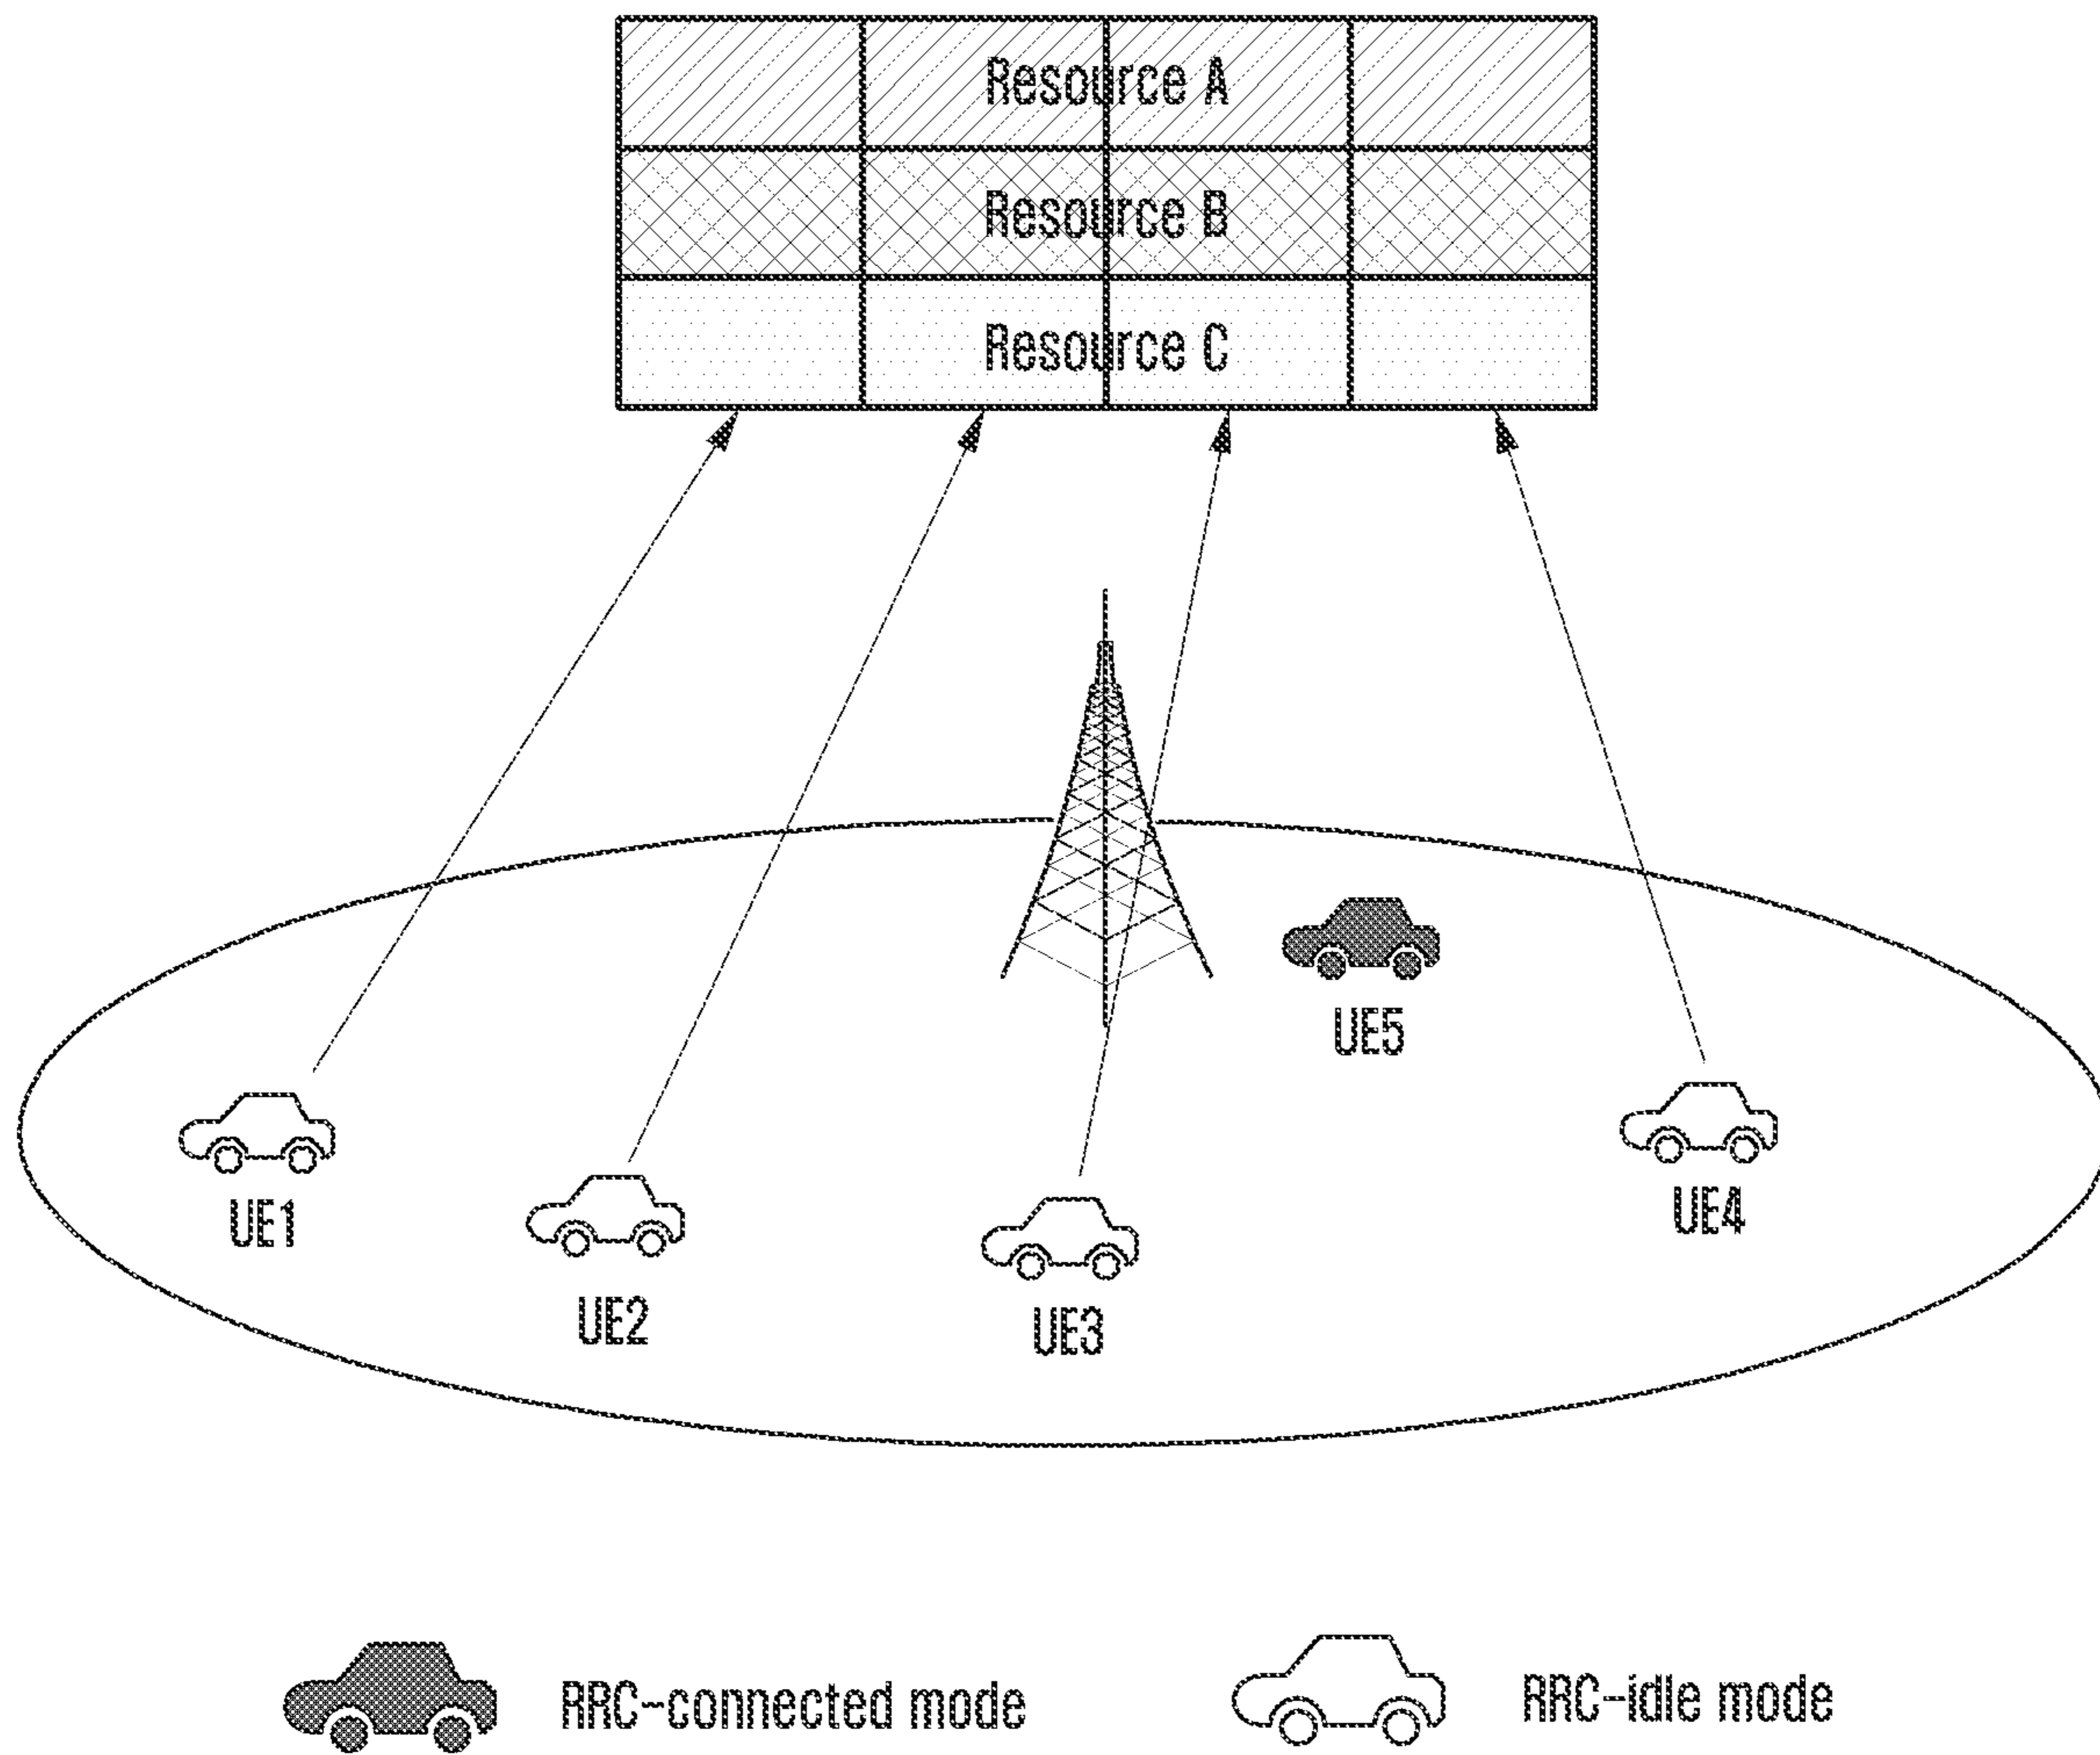 Resource A
Resource B
Resource C
UE5
UE1
UE4
UE2
UE3
RRC-connected mode
RRC-idle mode